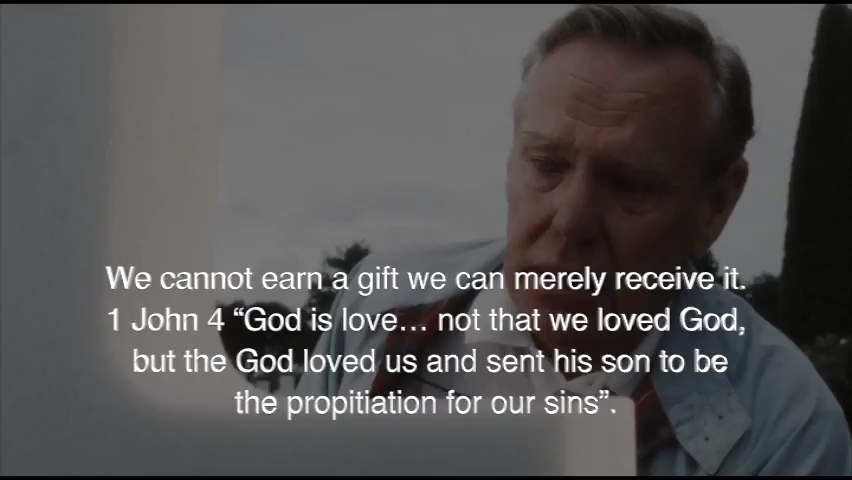 We cannot earn a gift we can merely receive it.
1 John 4 “God is love... not that we loved God,
but the God loved us and sent his son to be
the propitiation for our sins”.